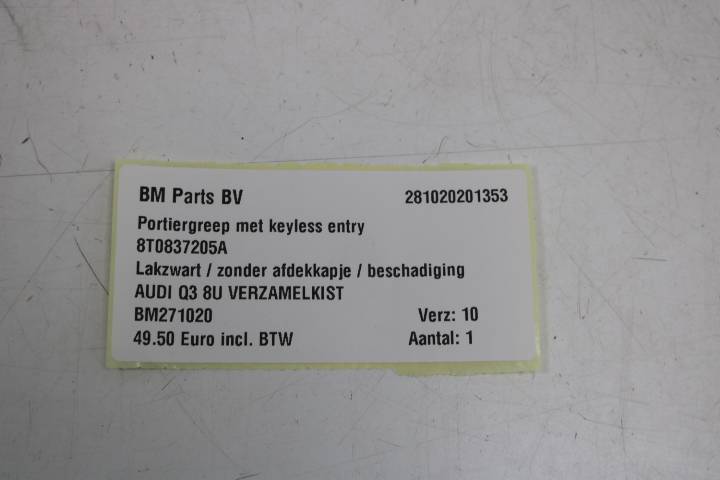 BM Parts BV 281020201353
Portiergreep met keyless entry
8T0837205A
Lakzwart / zonder afdekkapje / beschadiging
AUDI Q3 8U VERZAMELKIST
BM271020 Verz: 10
49.50 Euro incl. BTW Aantal: 1